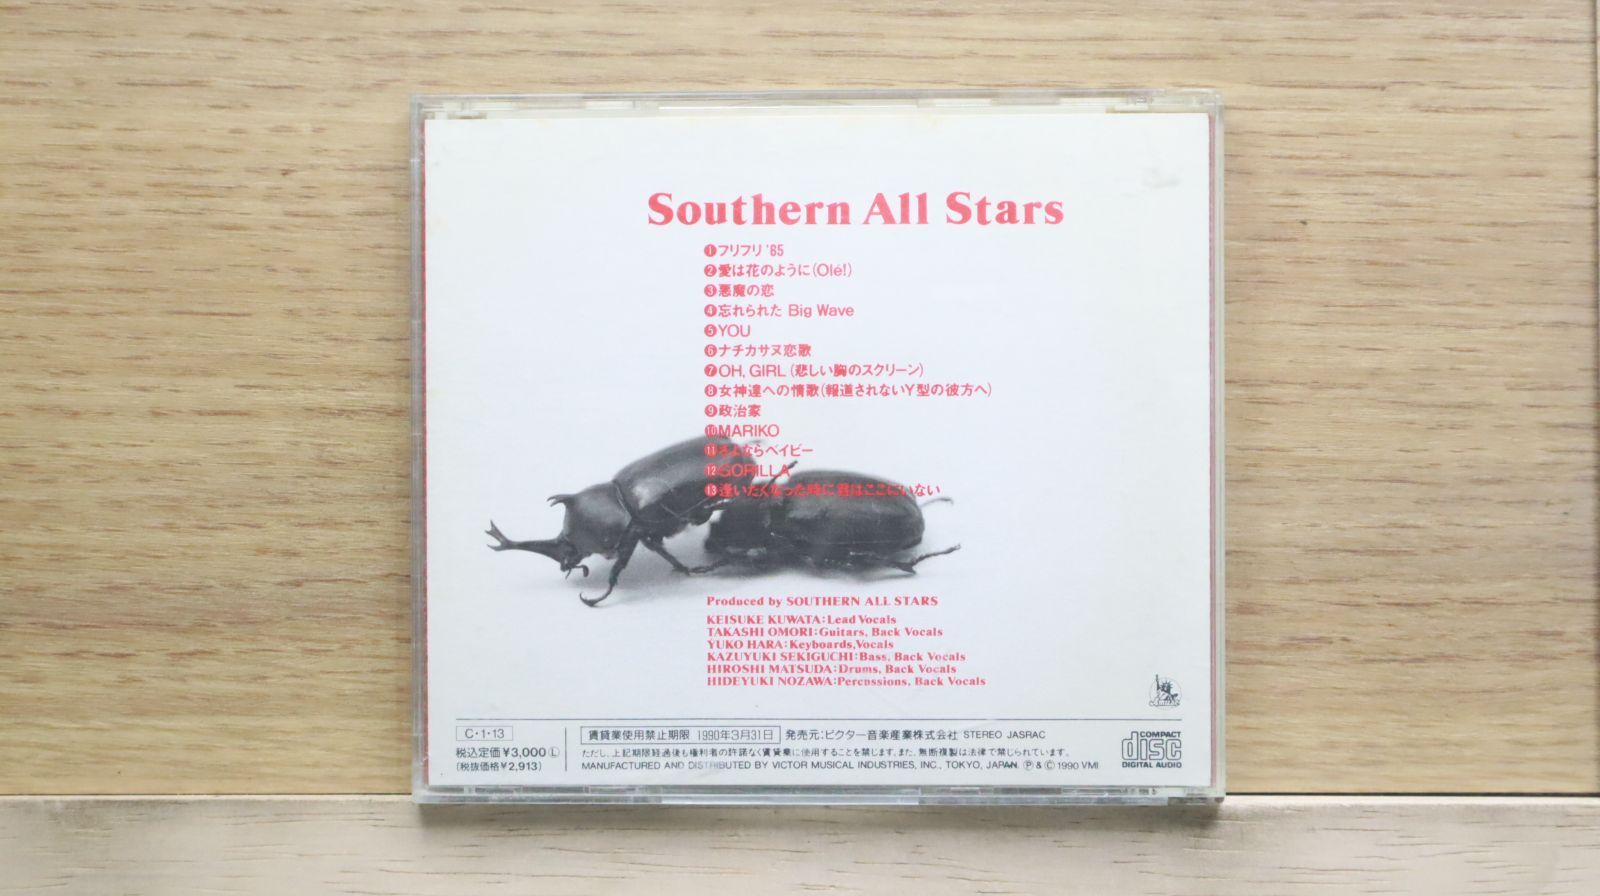 Southern All Stars
❶フリフリ '65
❷愛は花のように(Olé!)
❸悪魔の恋
❹忘れられた Big Wave
❺YOU
❻ナチカサヌ恋歌
❼OH, GIRL (悲しい胸のスクリーン)
❽女神達への情歌(報道されないY型の彼方へ)
❾政治家
❿MARIKO
⓫さよならベイビー
⓬GORILLA
⓭逢いたくなった時に君はここにいない
Produced by SOUTHERN ALL STARS
KEISUKE KUWATA:Lead Vocals
TAKASHI OMORI:Guitars, Back Vocals
YUKO HARA:Keyboards,Vocals
KAZUYUKI SEKIGUCHI:Bass, Back Vocals
HIROSHI MATSUDA:Drums, Back Vocals
HIDEYUKI NOZAWA:Percussions, Back Vocals
C・1・13
税込定価¥3,000Ⓛ
(税抜価格¥2,913)
賃貸業使用禁止期限 1990年3月31日 発売元:ビクター音楽産業株式会社 STEREO JASRAC
ただし、上記期限経過後も権利者の許諾なく賃貸業に使用することを禁じます。また、無断複製は法律で禁じられています。
MANUFACTURED AND DISTRIBUTED BY VICTOR MUSICAL INDUSTRIES, INC., TOKYO, JAPAN. Ⓟ & Ⓒ 1990 VMI
COMPACT
disc
DIGITAL AUDIO